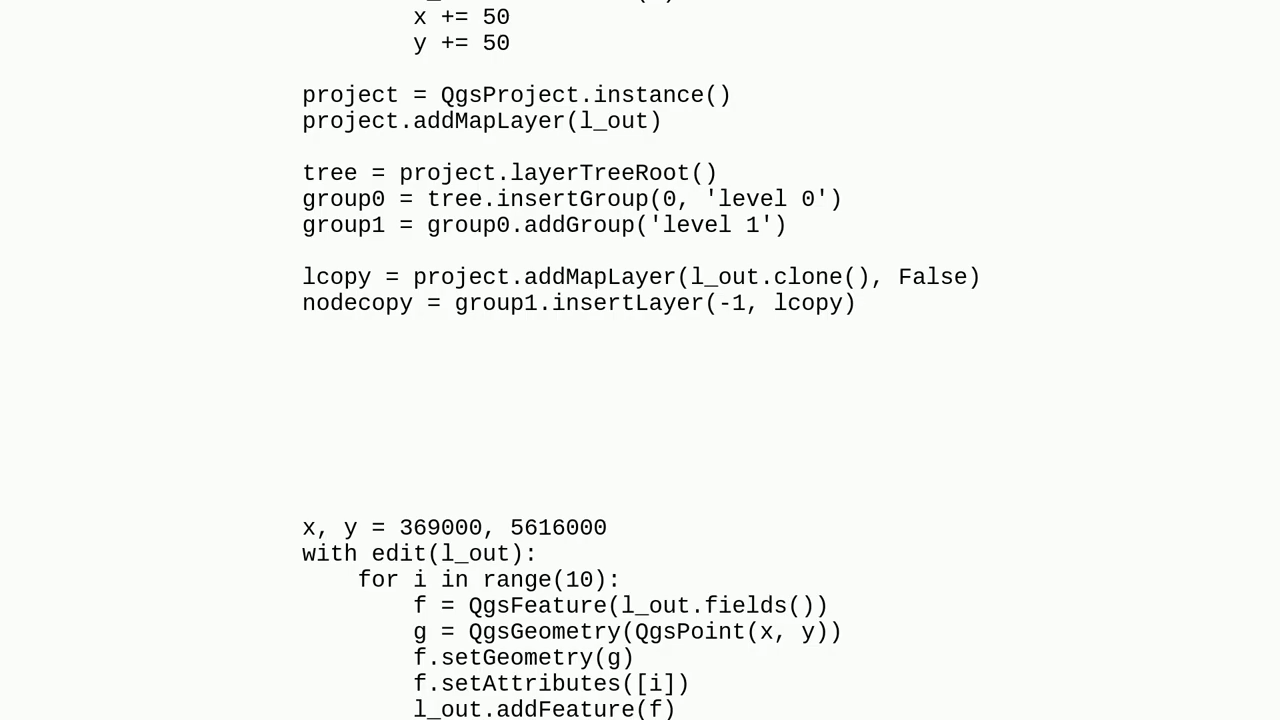 x += 50
y += 50
project = QgsProject.instance()
project.addMapLayer(l_out)
tree = project.layerTreeRoot()
group0 = tree.insertGroup(0, 'level 0')
group1 = group0.addGroup('level 1')
lcopy = project.addMapLayer(l_out.clone(), False)
nodecopy = group1.insertLayer(-1, lcopy)
x, y = 369000, 5616000
with edit(l_out):
    for i in range(10):
        f = QgsFeature(l_out.fields())
        g = QgsGeometry(QgsPoint(x, y))
        f.setGeometry(g)
        f.setAttributes([i])
        l_out.addFeature(f)